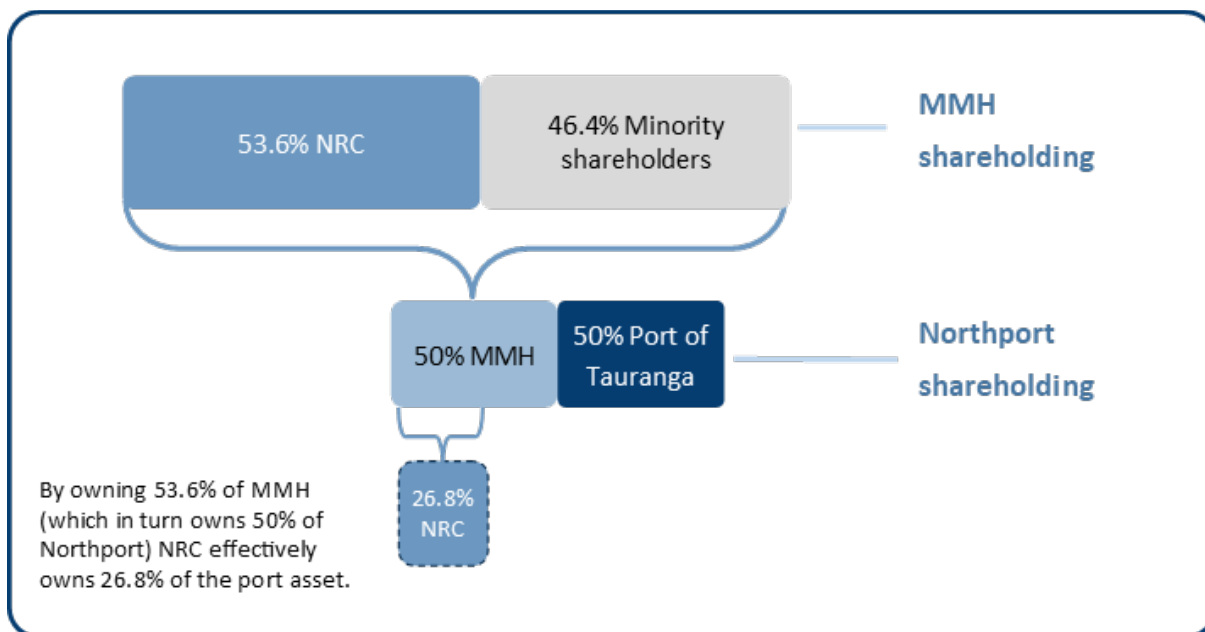 53.6% NRC
46.4% Minority
shareholders
MMH
shareholding
50% MMH
50% Port of
Tauranga
Northport
shareholding
26.8%
NRC
By owning 53.6% of MMH
(which in turn owns 50% of
Northport) NRC effectively
owns 26.8% of the port asset.